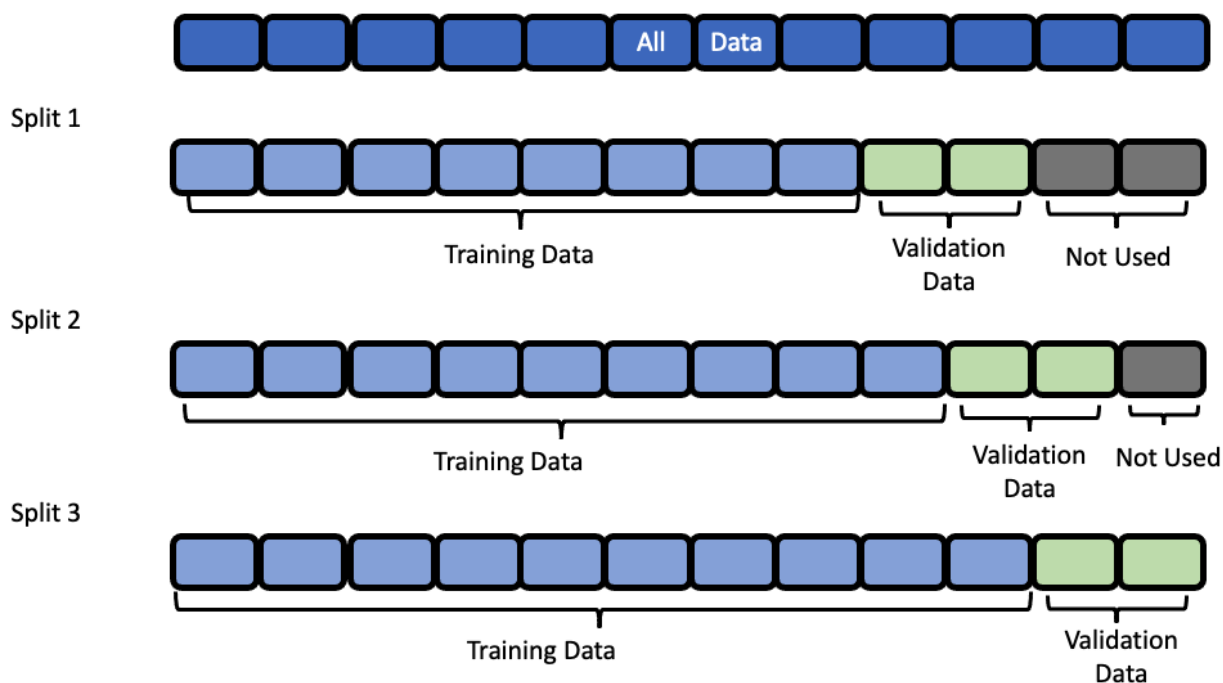 All Data
Split 1
Training Data
Validation
Data
Not Used
Split 2
Training Data
Validation
Data
Not Used
Split 3
Training Data
Validation
Data